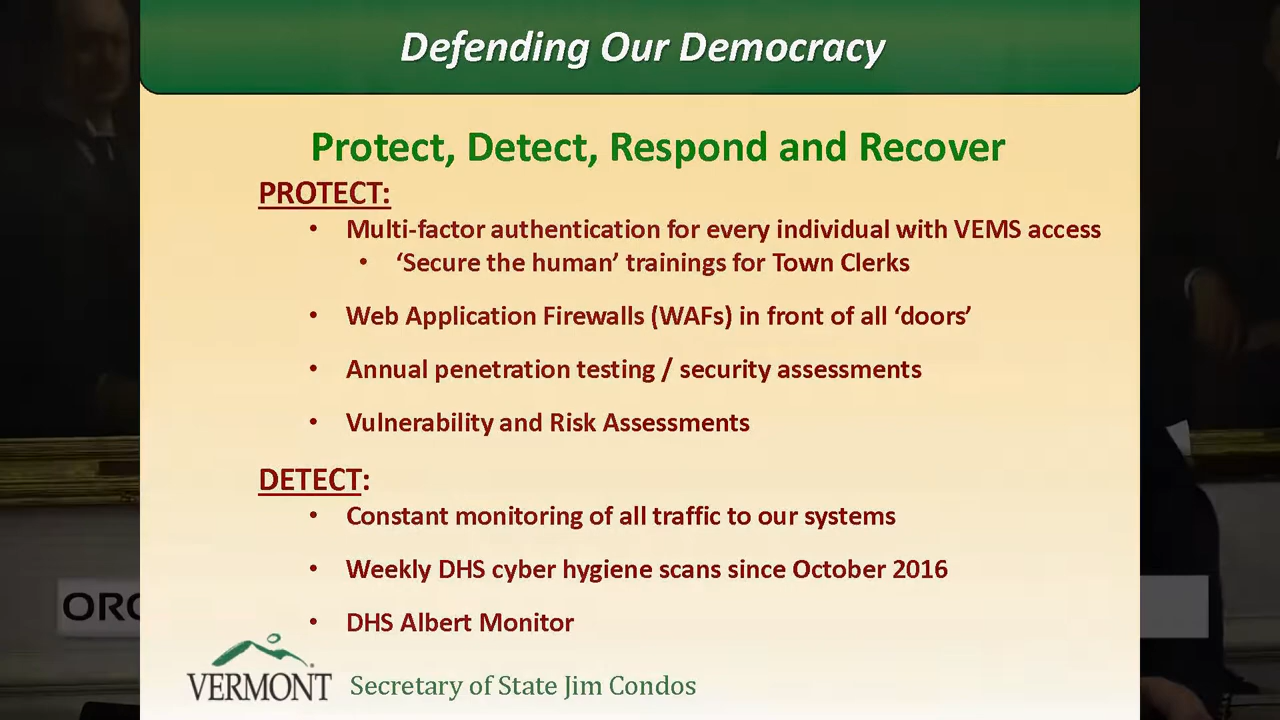 Defending Our Democracy
Protect, Detect, Respond and Recover
PROTECT:
• Multi-factor authentication for every individual with VEMS access
• ‘Secure the human’ trainings for Town Clerks
• Web Application Firewalls (WAFs) in front of all ‘doors’
• Annual penetration testing / security assessments
• Vulnerability and Risk Assessments
DETECT:
• Constant monitoring of all traffic to our systems
• Weekly DHS cyber hygiene scans since October 2016
ORC
• DHS Albert Monitor
VERMONT Secretary of State Jim Condos